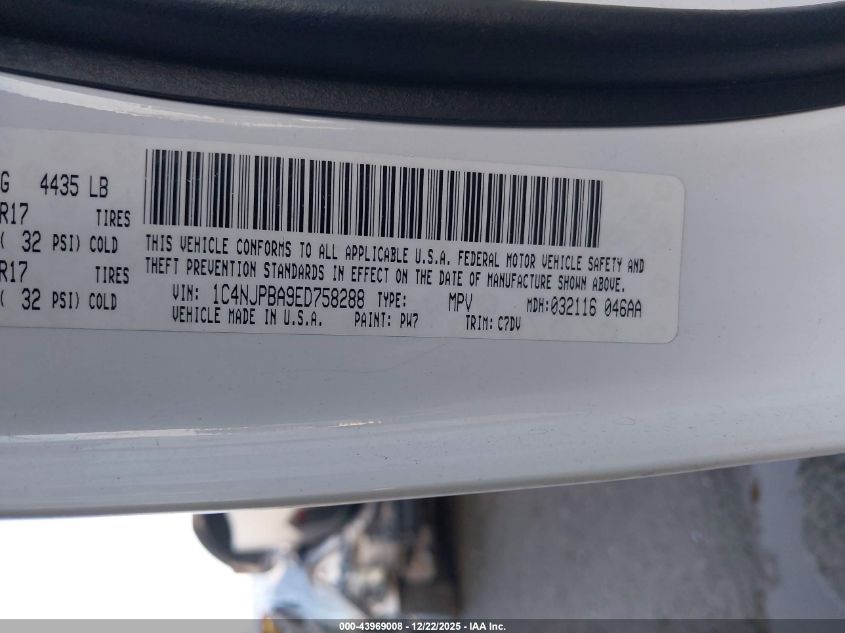 G 4435 LB
R17 TIRES
( 32 PSI) COLD
R17 TIRES
( 32 PSI) COLD
THIS VEHICLE CONFORMS TO ALL APPLICABLE U.S.A. FEDERAL MOTOR VEHICLE SAFETY AND
THEFT PREVENTION STANDARDS IN EFFECT ON THE DATE OF MANUFACTURE SHOWN ABOVE.
VIN: 1C4NJPBA9ED758288 TYPE: MPV MDH:032116 046AA
VEHICLE MADE IN U.S.A. PAINT: PW7 TRIM: C7DV
000-43969008 - 12/22/2025 - IAA Inc.